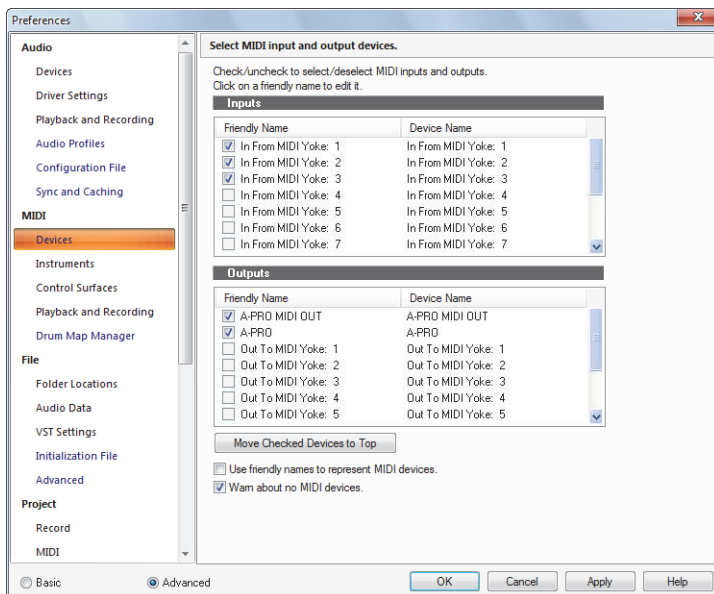 Preferences
Audio
Devices
Driver Settings
Playback and Recording
Audio Profiles
Configuration File
Sync and Caching
MIDI
Devices
Instruments
Control Surfaces
Playback and Recording
Drum Map Manager
File
Folder Locations
Audio Data
VST Settings
Initialization File
Advanced
Project
Record
MIDI
Select MIDI input and output devices.
Check/uncheck to select/deselect MIDI inputs and outputs.
Click on a friendly name to edit it.
Inputs
Friendly Name Device Name
In From MIDI Yoke: 1 In From MIDI Yoke: 1
In From MIDI Yoke: 2 In From MIDI Yoke: 2
In From MIDI Yoke: 3 In From MIDI Yoke: 3
In From MIDI Yoke: 4 In From MIDI Yoke: 4
In From MIDI Yoke: 5 In From MIDI Yoke: 5
In From MIDI Yoke: 6 In From MIDI Yoke: 6
In From MIDI Yoke: 7 In From MIDI Yoke: 7
Outputs
Friendly Name Device Name
A-PRO MIDI OUT A-PRO MIDI OUT
A-PRO A-PRO
Out To MIDI Yoke: 1 Out To MIDI Yoke: 1
Out To MIDI Yoke: 2 Out To MIDI Yoke: 2
Out To MIDI Yoke: 3 Out To MIDI Yoke: 3
Out To MIDI Yoke: 4 Out To MIDI Yoke: 4
Out To MIDI Yoke: 5 Out To MIDI Yoke: 5
Move Checked Devices to Top
Use friendly names to represent MIDI devices.
Warn about no MIDI devices.
Basic Advanced OK Cancel Apply Help